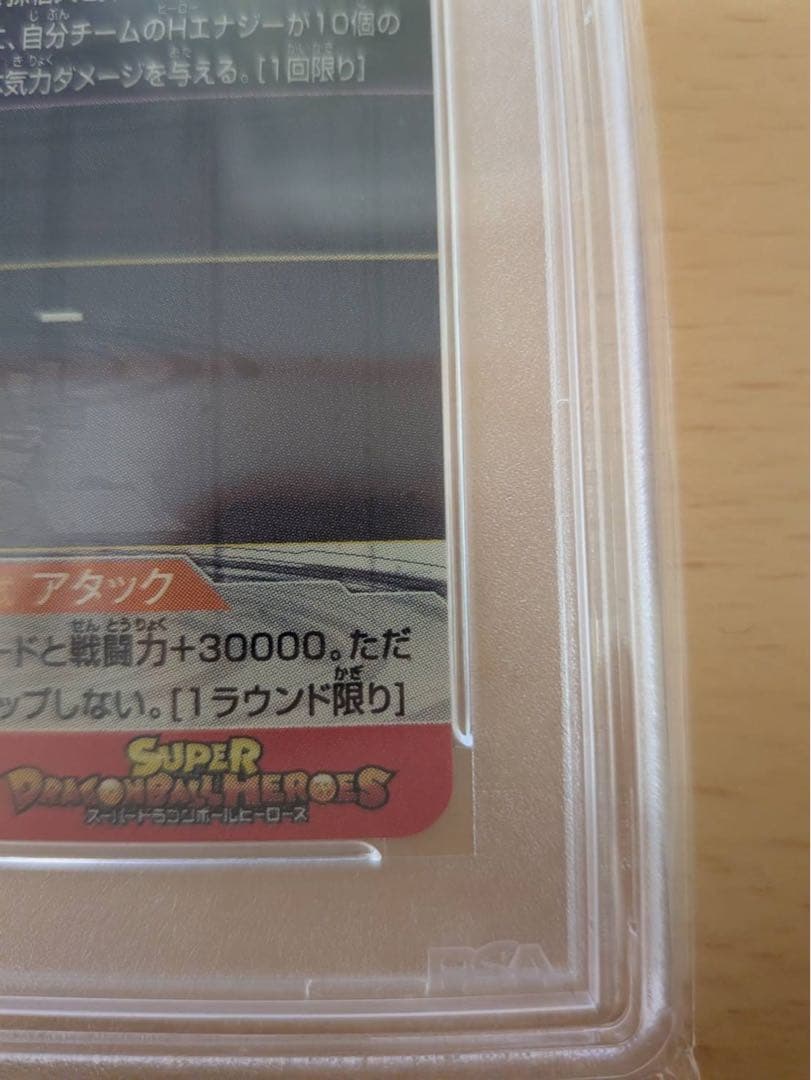 、自分チームのHエナジーが10個の
気力ダメージを与える。[1回限り]
アタック
ードと戦闘力+30000。ただ
ップしない。[1ラウンド限り]
SUPER
DRAGONBALL HEROES
スーパードラゴンボールヒーローズ
PSA